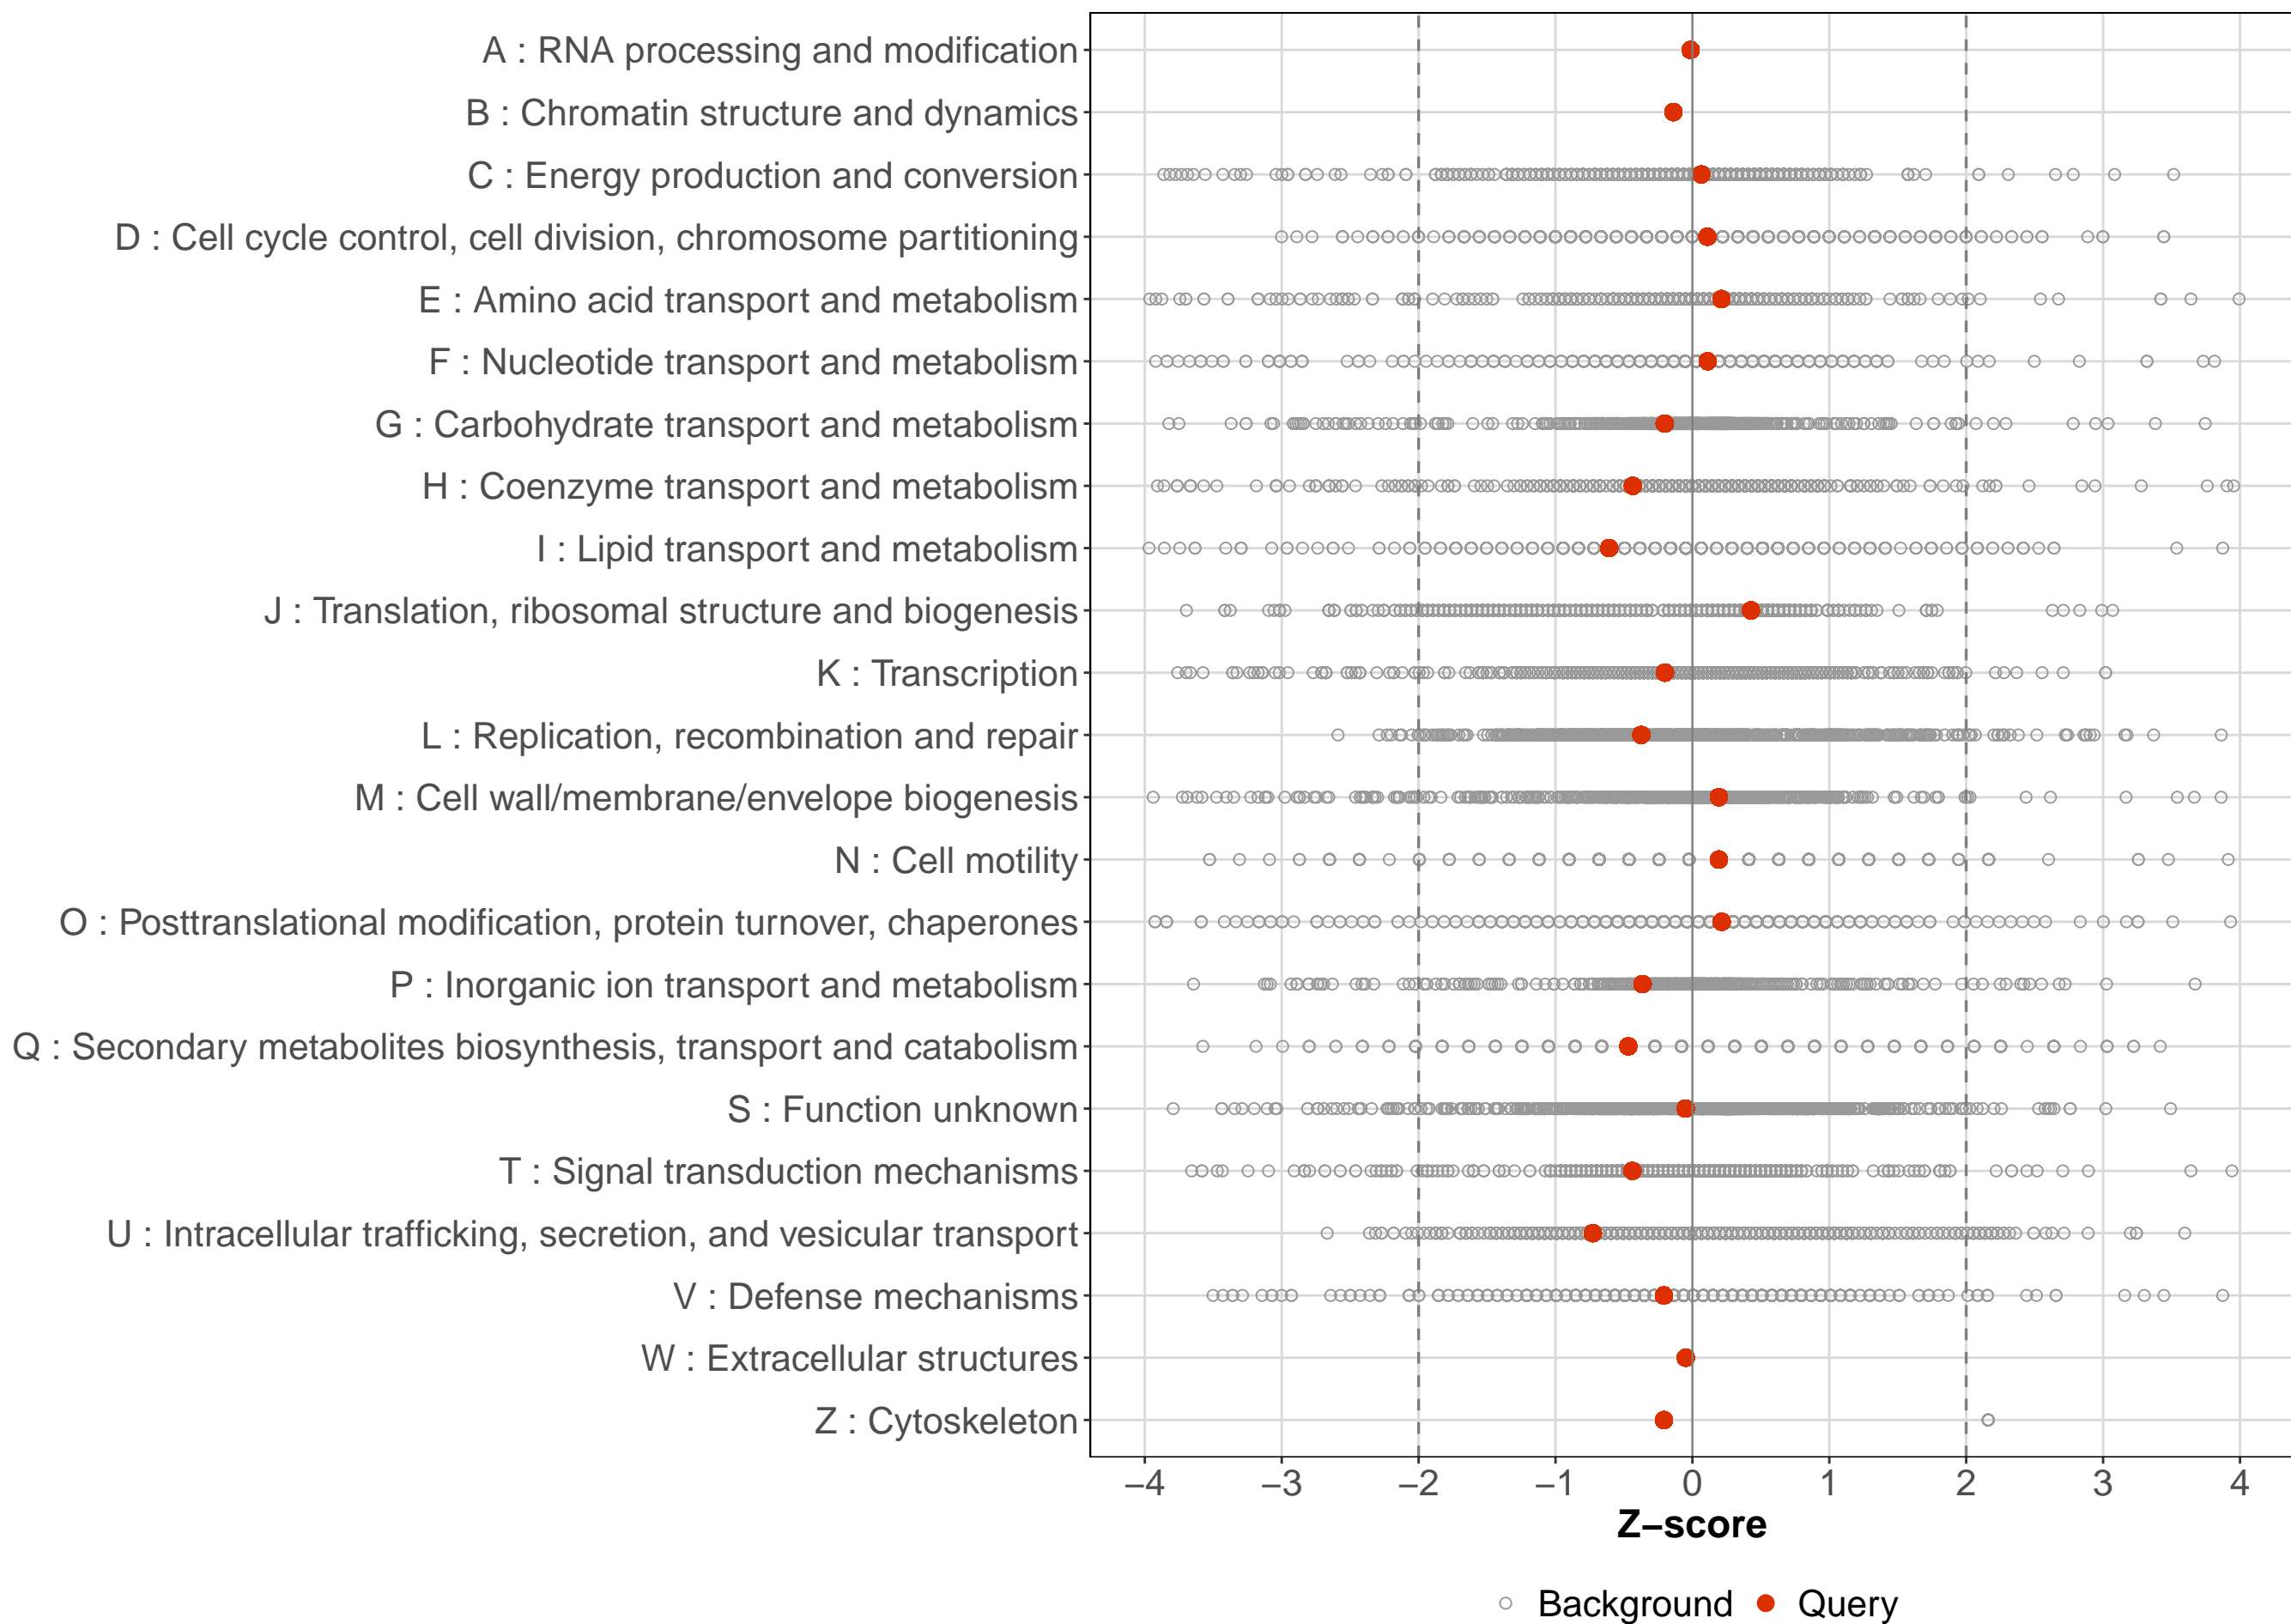 A : RNA processing and modification
B : Chromatin structure and dynamics
C : Energy production and conversion
D : Cell cycle control, cell division, chromosome partitioning
E : Amino acid transport and metabolism
F : Nucleotide transport and metabolism
G : Carbohydrate transport and metabolism
H : Coenzyme transport and metabolism
I : Lipid transport and metabolism
J : Translation, ribosomal structure and biogenesis
K : Transcription
L : Replication, recombination and repair
M : Cell wall/membrane/envelope biogenesis
N : Cell motility
O : Posttranslational modification, protein turnover, chaperones
P : Inorganic ion transport and metabolism
Q : Secondary metabolites biosynthesis, transport and catabolism
S : Function unknown
T : Signal transduction mechanisms
U : Intracellular trafficking, secretion, and vesicular transport
V : Defense mechanisms
W : Extracellular structures
Z : Cytoskeleton
−4 −3 −2 −1 0 1 2 3 4
Z−score
Background Query